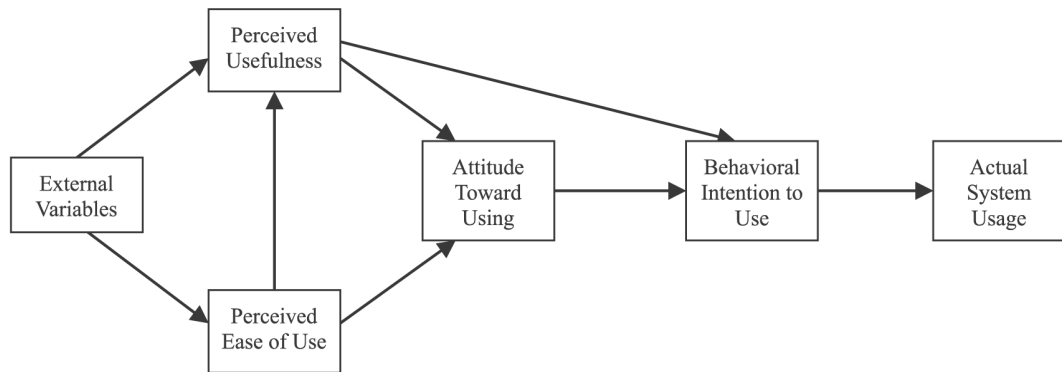 Perceived
Usefulness
External
Variables
Perceived
Ease of Use
Attitude
Toward
Using
Behavioral
Intention to
Use
Actual
System
Usage